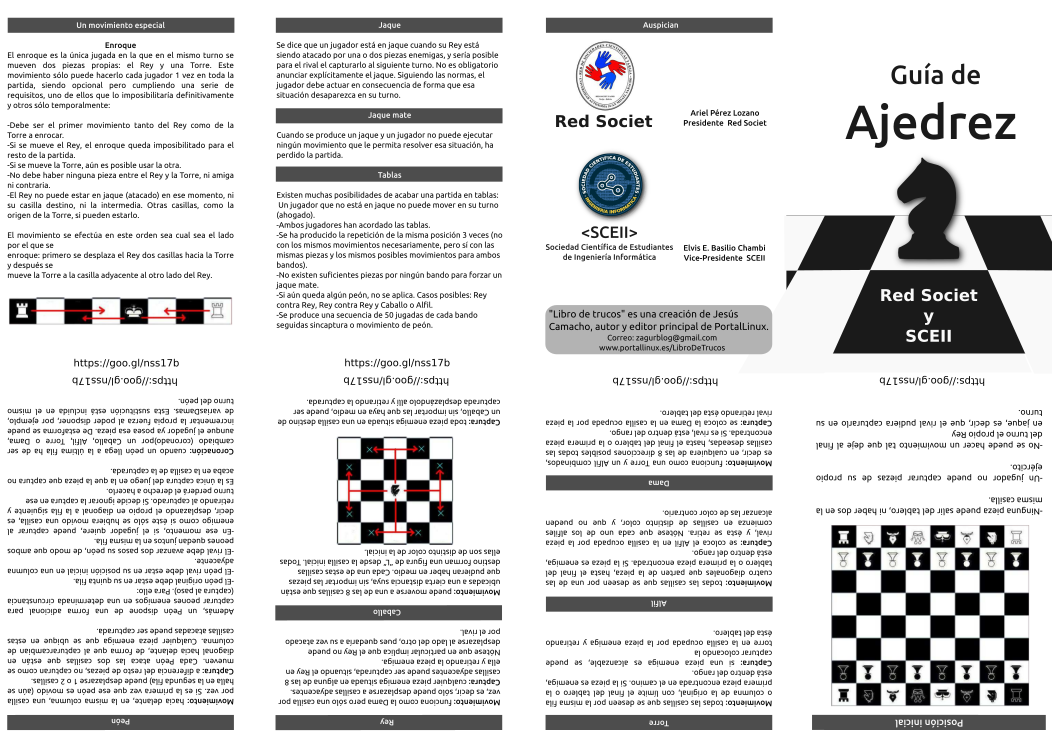 Un movimiento especial
Enroque
El enroque es la única jugada en la que en el mismo turno se
mueven dos piezas propias: el Rey y una Torre. Este
movimiento sólo puede hacerlo cada jugador 1 vez en toda la
partida, siendo opcional pero cumpliendo una serie de
requisitos, uno de ellos que lo imposibilitaría definitivamente
y otros sólo temporalmente:
-Debe ser el primer movimiento tanto del Rey como de la
Torre a enrocar.
-Si se mueve el Rey, el enroque queda imposibilitado para el
resto de la partida.
-Si se mueve la Torre, aún es posible usar la otra.
-No debe haber ninguna pieza entre el Rey y la Torre, ni amiga
ni contraria.
-El Rey no puede estar en jaque (atacado) en ese momento, ni
su casilla destino, ni la intermedia. Otras casillas, como la
origen de la Torre, si pueden estarlo.
El movimiento se efectúa en este orden sea cual sea el lado
por el que se
enroque: primero se desplaza el Rey dos casillas hacia la Torre
y después se
mueve la Torre a la casilla adyacente al otro lado del Rey.
https://goo.gl/nss17b
Jaque
Se dice que un jugador está en jaque cuando su Rey está
siendo atacado por una o dos piezas enemigas, y sería posible
para el rival el capturarlo al siguiente turno. No es obligatorio
anunciar explícitamente el jaque. Siguiendo las normas, el
jugador debe actuar en consecuencia de forma que esa
situación desaparezca en su turno.
Jaque mate
Cuando se produce un jaque y un jugador no puede ejecutar
ningún movimiento que le permita resolver esa situación, ha
perdido la partida.
Tablas
Existen muchas posibilidades de acabar una partida en tablas:
Un jugador que no está en jaque no puede mover en su turno
(ahogado).
-Ambos jugadores han acordado las tablas.
-Se ha producido la repetición de la misma posición 3 veces (no
con los mismos movimientos necesariamente, pero sí con las
mismas piezas y los mismos posibles movimientos para ambos
bandos).
-No existen suficientes piezas por ningún bando para forzar un
jaque mate.
-Si aún queda algún peón, no se aplica. Casos posibles: Rey
contra Rey, Rey contra Rey y Caballo o Alfil.
-Se produce una secuencia de 50 jugadas de cada bando
seguidas sincaptura o movimiento de peón.
https://goo.gl/nss17b
Auspician
Red Societ
Ariel Pérez Lozano
Presidente Red Societ
SOCIEDAD CIENTIFICA DE ESTUDIANTES
INGENIERIA INFORMATICA
<SCEII>
Sociedad Científica de Estudiantes
de Ingeniería Informática
Elvis E. Basilio Chambi
Vice-Presidente SCEII
"Libro de trucos" es una creación de Jesús
Camacho, autor y editor principal de PortalLinux.
Correo: zagurblog@gmail.com
www.portallinux.es/LibroDeTrucos
Guía de
Ajedrez
Red Societ
y
SCEII
Posición inicial
-Ninguna pieza puede salir del tablero, ni haber dos en la
misma casilla.
-Un jugador no puede capturar piezas de su propio
ejército.
-No se puede hacer un movimiento tal que deje al final
del turno el propio Rey
en jaque, es decir, que el rival pudiera capturarlo en su
turno.
https://goo.gl/nss17b
Torre
Movimiento: todas las casillas que se deseen por la misma fila
o columna de la original, con límite el final del tablero o la
primera pieza encontrada en el camino. Si la pieza es enemiga,
está dentro del rango.
Captura: si una pieza enemiga es alcanzable, se puede
capturar colocando la
torre en la casilla ocupada por la pieza enemiga y retirando
ésta del tablero.
Alfil
Movimiento: todas las casillas que se deseen por una de las
cuatro diagonales que parten de la pieza, hasta el final del
tablero o la primera pieza encontrada. Si la pieza es enemiga,
está dentro del rango.
Captura: se coloca el Alfil en la casilla ocupada por la pieza
rival, y ésta se retira. Nótese que cada uno de los alfiles
comienza en casillas de distinto color, y que no pueden
alcanzar las de color contrario.
Dama
Movimiento: funciona como una Torre y un Alfil combinados,
es decir, en cualquiera de las 8 direcciones posibles todas las
casillas deseadas, hasta el final del tablero o la primera pieza
encontrada. Si es rival, está dentro del rango.
Captura: se coloca la Dama en la casilla ocupada por la pieza
rival retirando ésta del tablero.
https://goo.gl/nss17b
Rey
Movimiento: funciona como la Dama pero sólo una casilla por
vez, es decir, sólo puede desplazarse a casillas adyacentes.
Captura: cualquier pieza enemiga situada en alguna de las 8
casillas adyacentes puede ser capturada, situando el Rey en
ella y retirando la pieza enemiga.
Nótese que en particular que implica que el Rey no puede
desplazarse al lado del otro, pues quedaría a su vez atacado
por el rival.
Caballo
Movimiento: puede moverse a una de las 8 casillas que están
ubicadas a una cierta distancia suya, sin importar las piezas
que pudieran haber en medio. Cada una de estas casillas
destino forman una figura de "L" desde la casilla inicial. Todas
ellas son de distinto color de la inicial.
Captura: toda pieza enemiga situada en una casilla destino de
un Caballo, sin importar las que haya en medio, puede ser
capturada desplazándolo allí y retirando la capturada.
https://goo.gl/nss17b
Peón
Movimiento: hacia delante, en la misma columna, una casilla
por vez. Si es la primera vez que ese peón es movido (aún se
halla en la segunda fila) puede desplazarse 1 o 2 casillas.
Captura: a diferencia del resto de piezas, no capturan como se
mueven. Cada Peón ataca las dos casillas que están en
diagonal hacia delante, de forma que al capturarcambian de
columna. Cualquier pieza enemiga que se ubique en estas
casillas atacadas puede ser capturada.
Además, un Peón dispone de una forma adicional para
capturar peones enemigos en una determinada circunstancia
(captura al paso). Para ello:
-El peón original debe estar en su quinta fila.
-El peón rival debe estar en su posición inicial en una columna
adyacente
-El rival debe avanzar dos pasos su peón, de modo que ambos
peones quedan juntos en la misma fila.
-En ese momento, si el jugador quiere, puede capturar al
enemigo como si éste sólo se hubiera movido una casilla, es
decir, desplazando el propio en diagonal a la fila siguiente y
retirando al capturado. Si decide ignorar la captura en ese
turno perderá el derecho a hacerlo.
Es la única captura del juego en la que la pieza que captura no
acaba en la casilla de la capturada.
Coronación: cuando un peón llega a la última fila ha de ser
cambiado (coronado)por un Caballo, Alfil, Torre o Dama,
aunque el jugador ya posea esa pieza. De estaforma se puede
incrementar la propia fuerza al poder disponer, por ejemplo,
de variasDamas. Esta sustitución está incluida en el mismo
turno del peón.
https://goo.gl/nss17b